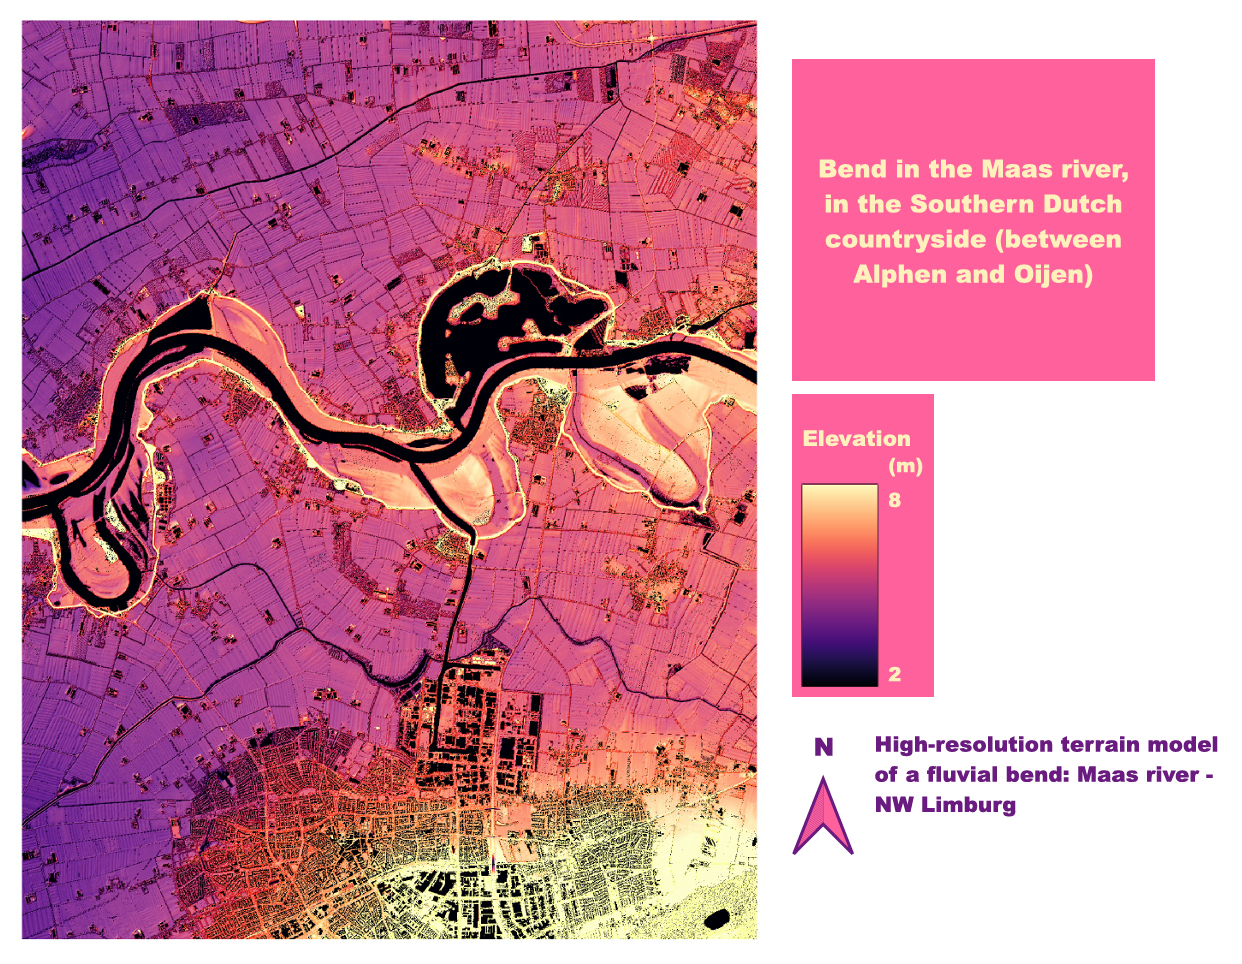 Bend in the Maas river,
in the Southern Dutch
countryside (between
Alphen and Oijen)
Elevation
(m)
8
2
N
High-resolution terrain model
of a fluvial bend: Maas river -
NW Limburg